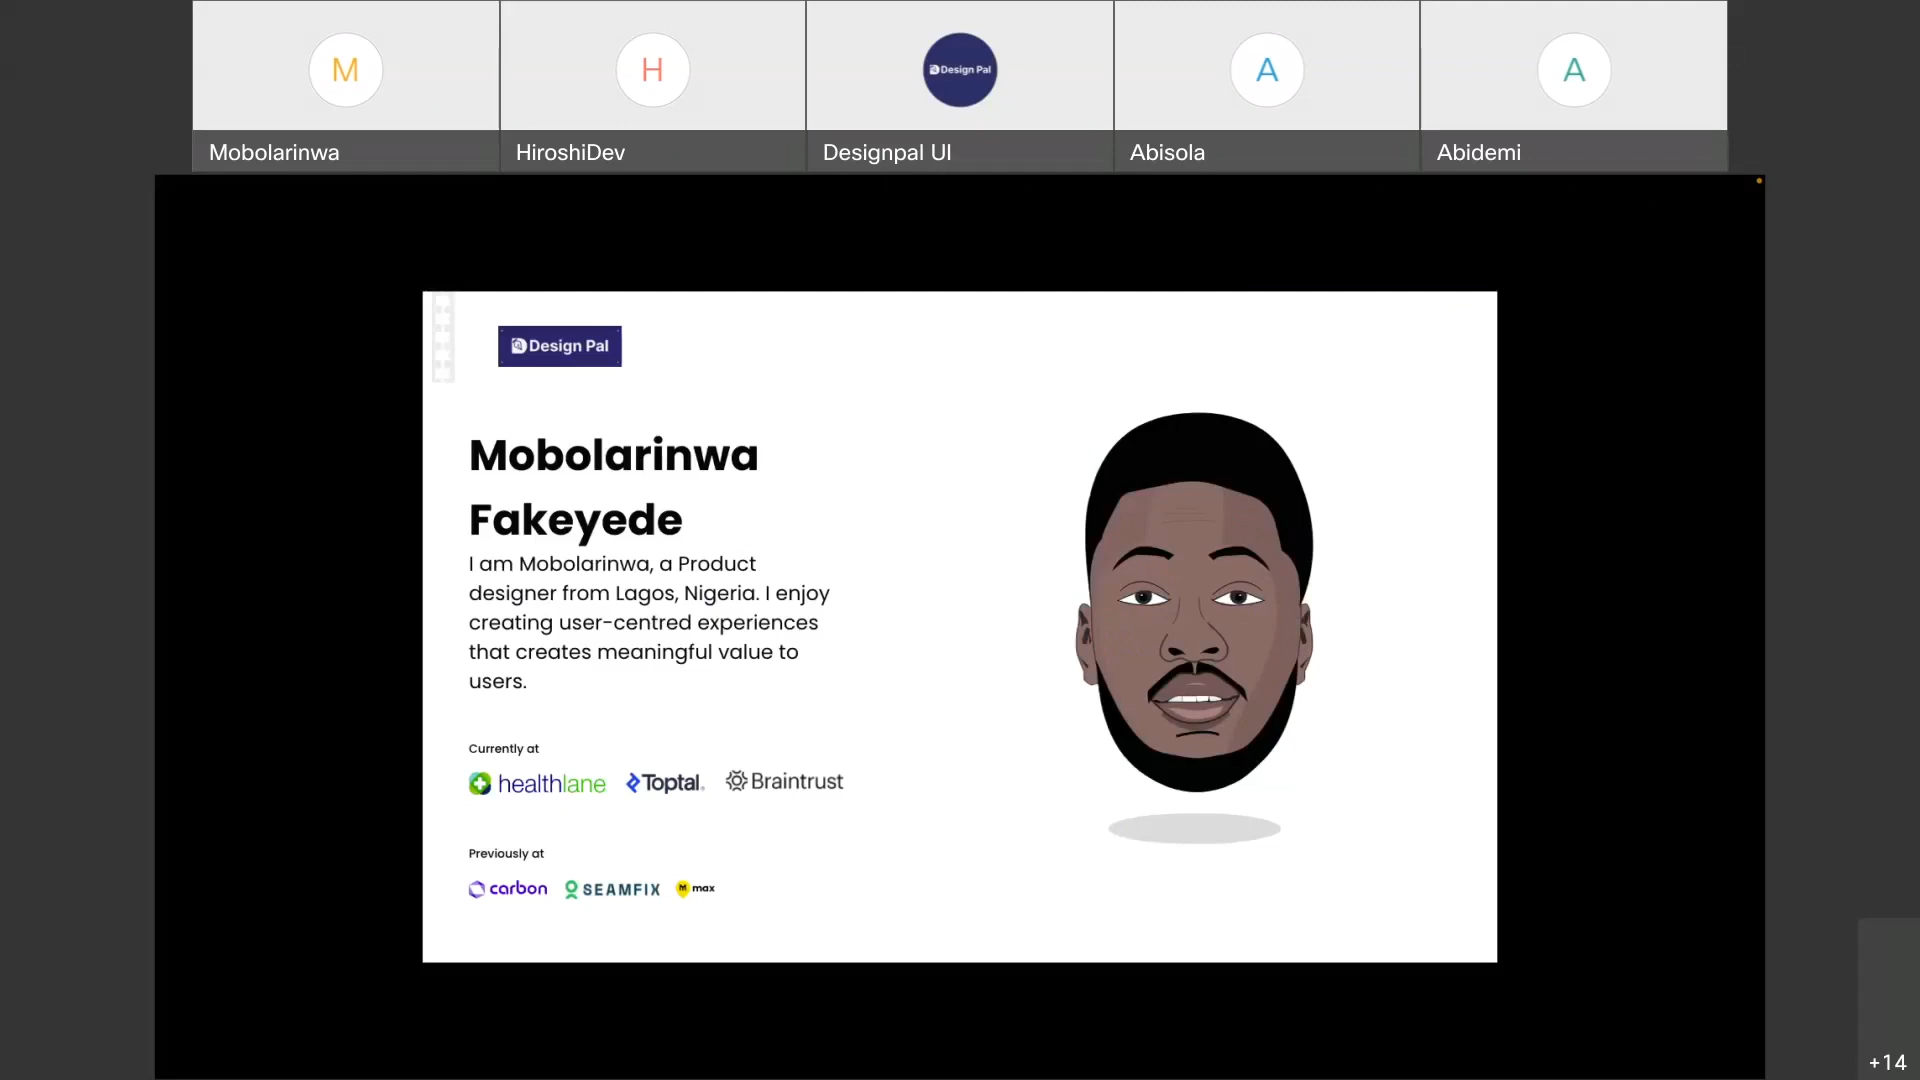 M
H
Design Pal
A
A
Mobolarinwa
HiroshiDev
Designpal UI
Abisola
Abidemi
Design Pal
Mobolarinwa
Fakeyede
I am Mobolarinwa, a Product
designer from Lagos, Nigeria. I enjoy
creating user-centred experiences
that creates meaningful value to
users.
Currently at
healthlane Toptal® Braintrust
Previously at
carbon SEAMFIX M max
+14